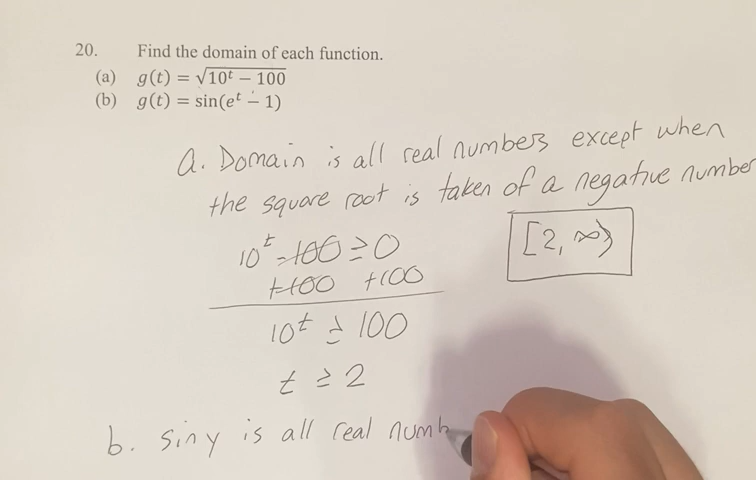 20. Find the domain of each function.
(a) g(t) = √(10ᵗ − 100)
(b) g(t) = sin(eᵗ − 1)
a. Domain is all real numbers except when
the square root is taken of a negative number
10ᵗ - 100 ≥ 0
[2, ∞)
+100 +100
10ᵗ ≥ 100
t ≥ 2
b. sin y is all real numb